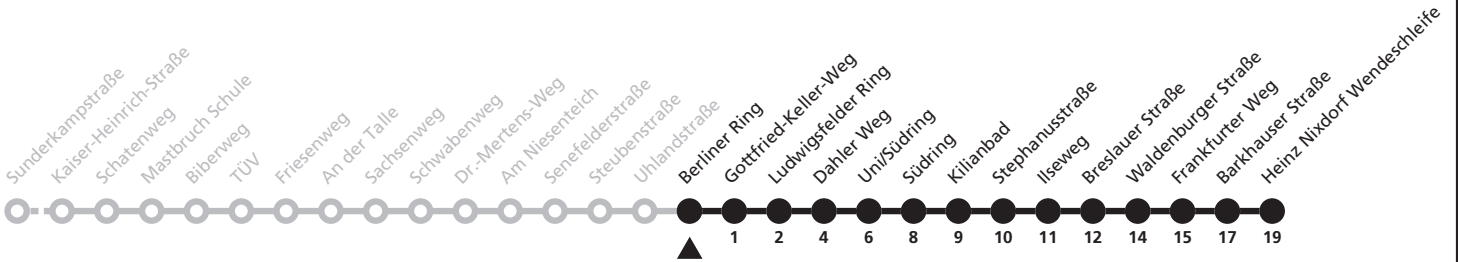 Sunderkampstraße
Kaiser-Heinrich-Straße
Schatenweg
Mastbruch Schule
Biberweg
TÜV
Friesenweg
An der Talle
Sachsenweg
Schwabenweg
Dr.-Mertens-Weg
Am Niesenteich
Senefelderstraße
Steubenstraße
Uhlandstraße
Berliner Ring
Gottfried-Keller-Weg
Ludwigsfelder Ring
Dahler Weg
Uni/Südring
Südring
Kilianbad
Stephanusstraße
Ilseweg
Breslauer Straße
Waldenburger Straße
Frankfurter Weg
Barkhauser Straße
Heinz Nixdorf Wendeschleife
1 2 4 6 8 9 10 11 12 14 15 17 19